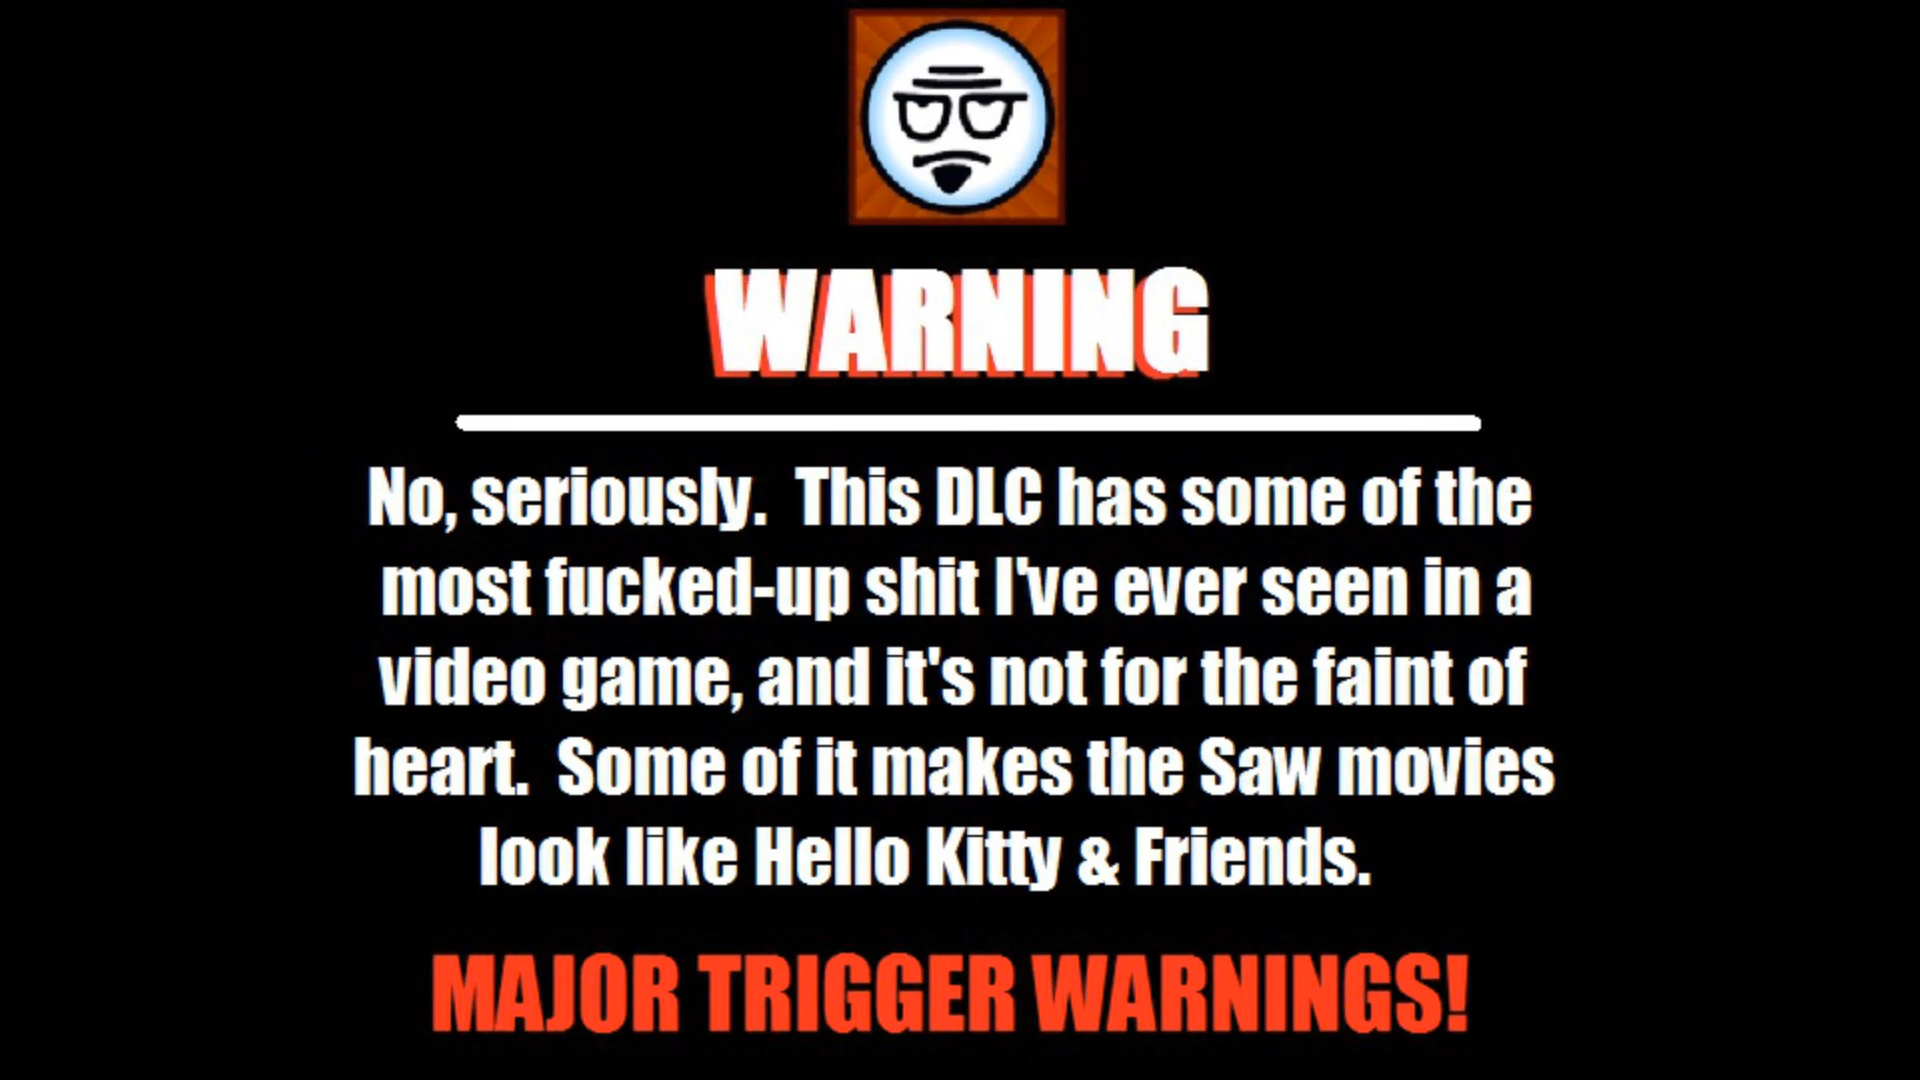 WARNING
No, seriously.  This DLC has some of the
most fucked-up shit I've ever seen in a
video game, and it's not for the faint of
heart.  Some of it makes the Saw movies
look like Hello Kitty & Friends.
MAJOR TRIGGER WARNINGS!